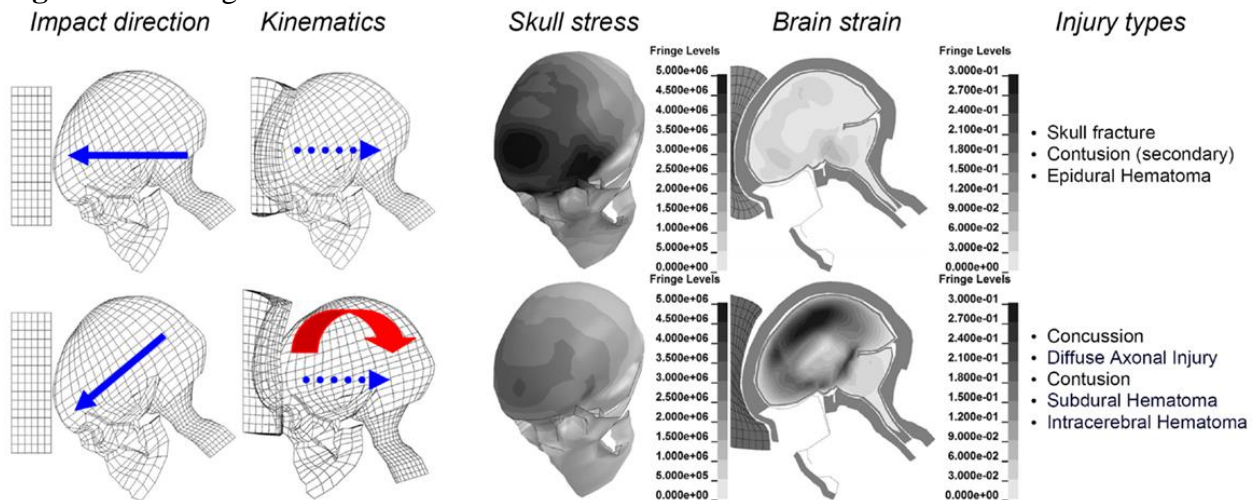 Impact direction Kinematics Skull stress Brain strain Injury types
Fringe Levels
5.000e+06
4.500e+06
4.000e+06
3.500e+06
3.000e+06
2.500e+06
2.000e+06
1.500e+06
1.000e+06
5.000e+05
0.000e+00
Fringe Levels
3.000e-01
2.700e-01
2.400e-01
2.100e-01
1.800e-01
1.500e-01
1.200e-01
9.000e-02
6.000e-02
3.000e-02
0.000e+00
• Skull fracture
• Contusion (secondary)
• Epidural Hematoma
Fringe Levels
5.000e+06
4.500e+06
4.000e+06
3.500e+06
3.000e+06
2.500e+06
2.000e+06
1.500e+06
1.000e+06
5.000e+05
0.000e+00
Fringe Levels
3.000e-01
2.700e-01
2.400e-01
2.100e-01
1.800e-01
1.500e-01
1.200e-01
9.000e-02
6.000e-02
3.000e-02
0.000e+00
• Concussion
• Diffuse Axonal Injury
• Contusion
• Subdural Hematoma
• Intracerebral Hematoma